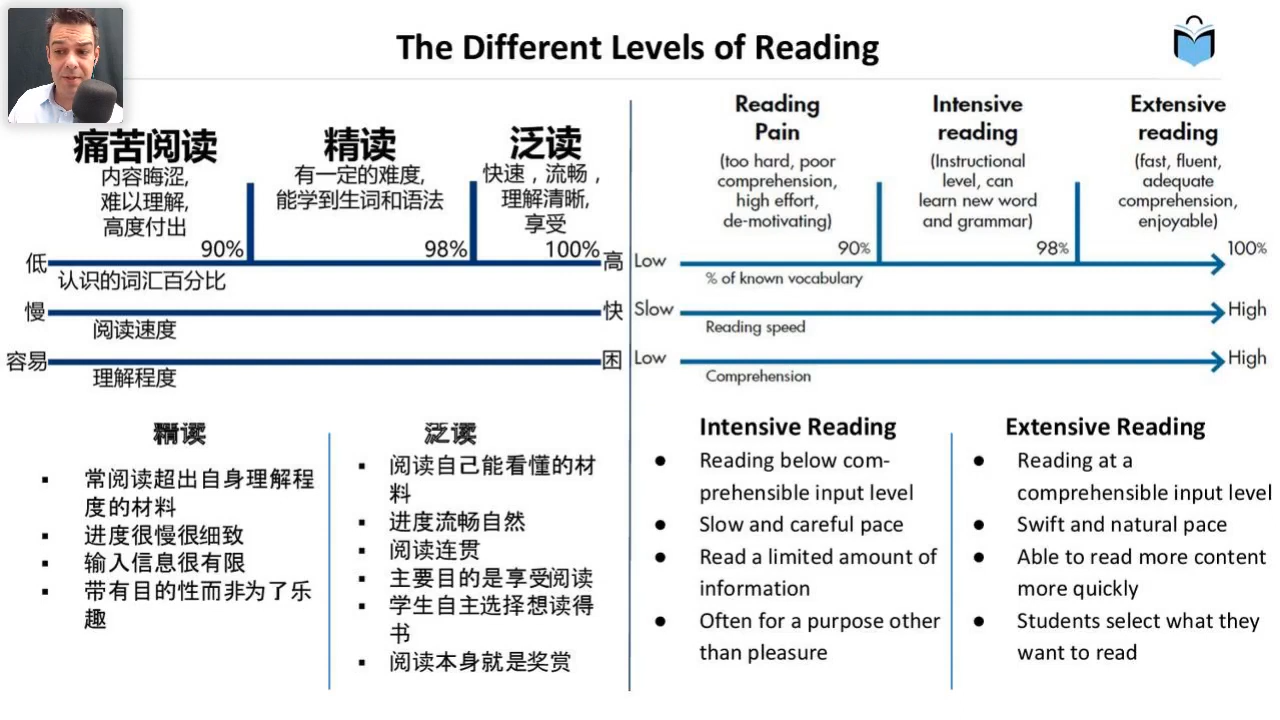 The Different Levels of Reading
痛苦阅读
内容晦涩,
难以理解,
高度付出
精读
有一定的难度,
能学到生词和语法
泛读
快速，流畅，
理解清晰,
享受
90%
98%
100%
低
高
认识的词汇百分比
慢
快
阅读速度
容易
困
理解程度
精读
▪ 常阅读超出自身理解程
度的材料
▪ 进度很慢很细致
▪ 输入信息很有限
▪ 带有目的性而非为了乐
趣
泛读
▪ 阅读自己能看懂的材
料
▪ 进度流畅自然
▪ 阅读连贯
▪ 主要目的是享受阅读
▪ 学生自主选择想读得
书
▪ 阅读本身就是奖赏
Reading
Pain
(too hard, poor
comprehension,
high effort,
de-motivating)
Intensive
reading
(Instructional
level, can
learn new word
and grammar)
Extensive
reading
(fast, fluent,
adequate
comprehension,
enjoyable)
90%
98%
100%
Low
% of known vocabulary
Slow
High
Reading speed
Low
High
Comprehension
Intensive Reading
● Reading below com-
prehensible input level
● Slow and careful pace
● Read a limited amount of
information
● Often for a purpose other
than pleasure
Extensive Reading
● Reading at a
comprehensible input level
● Swift and natural pace
● Able to read more content
more quickly
● Students select what they
want to read